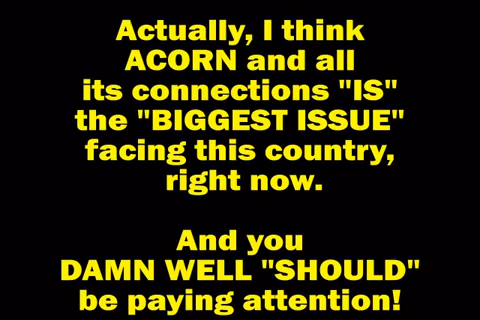 Actually, I think
ACORN and all
its connections "IS"
the "BIGGEST ISSUE"
facing this country,
right now.
And you
DAMN WELL "SHOULD"
be paying attention!